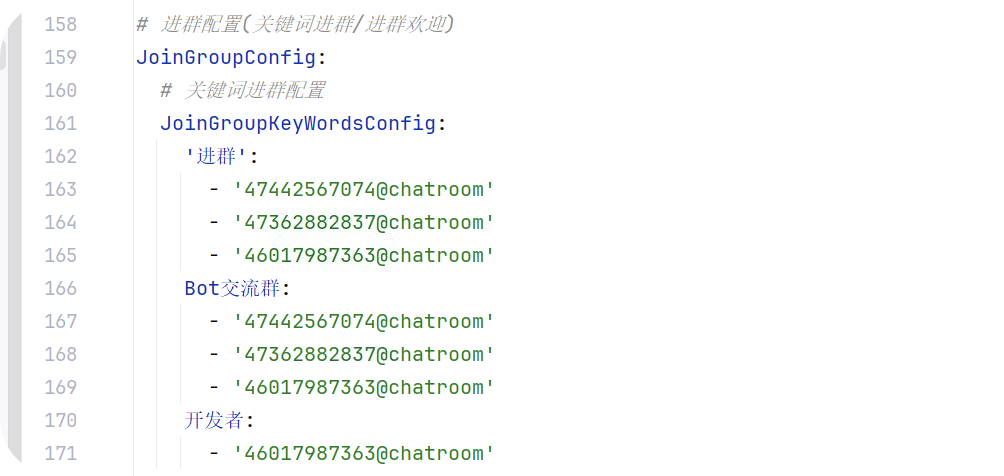 158 # 进群配置(关键词进群/进群欢迎)
159 JoinGroupConfig:
160 # 关键词进群配置
161 JoinGroupKeyWordsConfig:
162 '进群':
163 - '47442567074@chatroom'
164 - '47362882837@chatroom'
165 - '46017987363@chatroom'
166 Bot交流群:
167 - '47442567074@chatroom'
168 - '47362882837@chatroom'
169 - '46017987363@chatroom'
170 开发者:
171 - '46017987363@chatroom'